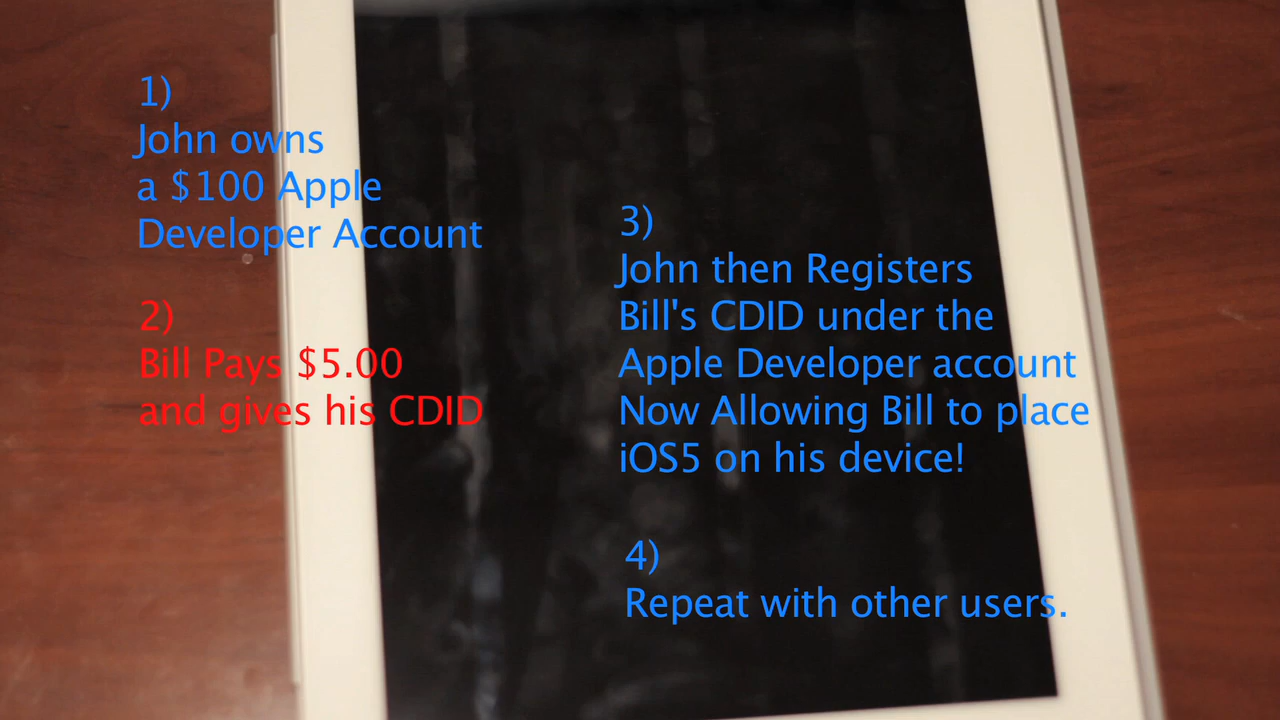 1)
John owns
a $100 Apple
Developer Account
2)
Bill Pays $5.00
and gives his CDID
3)
John then Registers
Bill's CDID under the
Apple Developer account
Now Allowing Bill to place
iOS5 on his device!
4)
Repeat with other users.